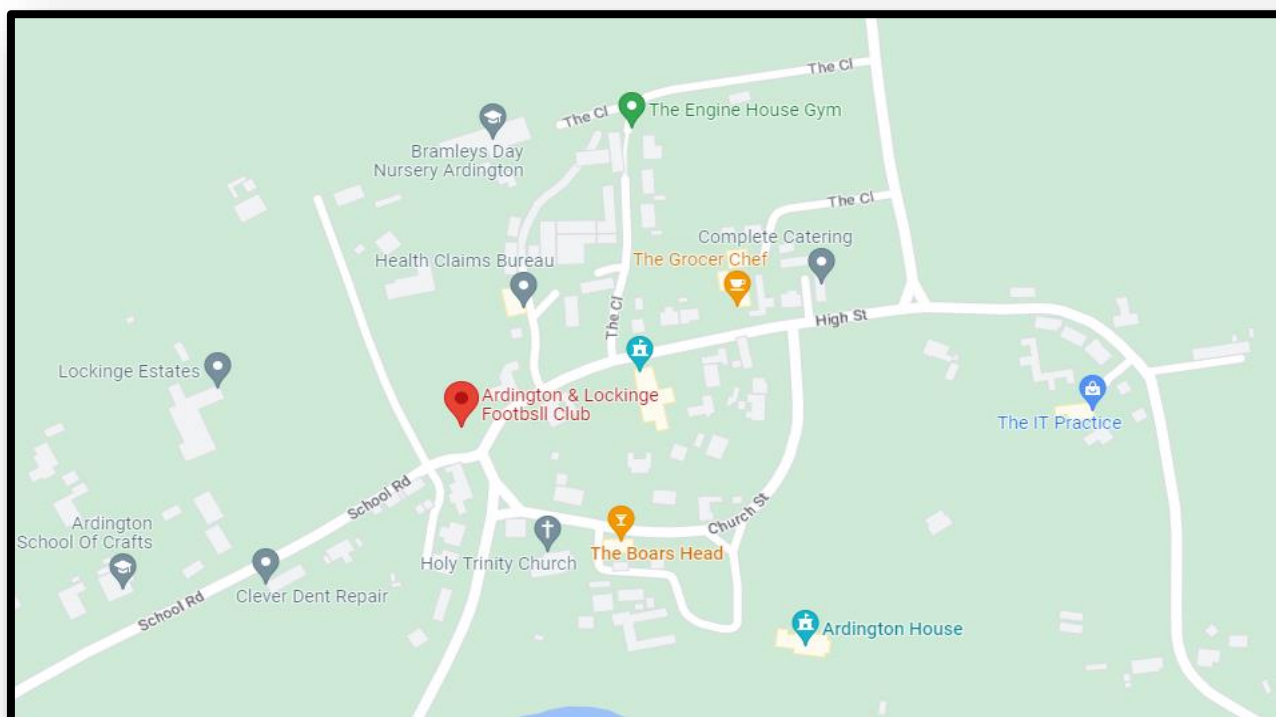 The Cl
The Cl
The Engine House Gym
Bramleys Day
Nursery Ardington
The Cl
Complete Catering
The Grocer Chef
Health Claims Bureau
The Cl
High St
Lockinge Estates
Ardington & Lockinge
Footbsll Club
The IT Practice
School Rd
Church St
Ardington
School Of Crafts
The Boars Head
Holy Trinity Church
Clever Dent Repair
School Rd
Ardington House